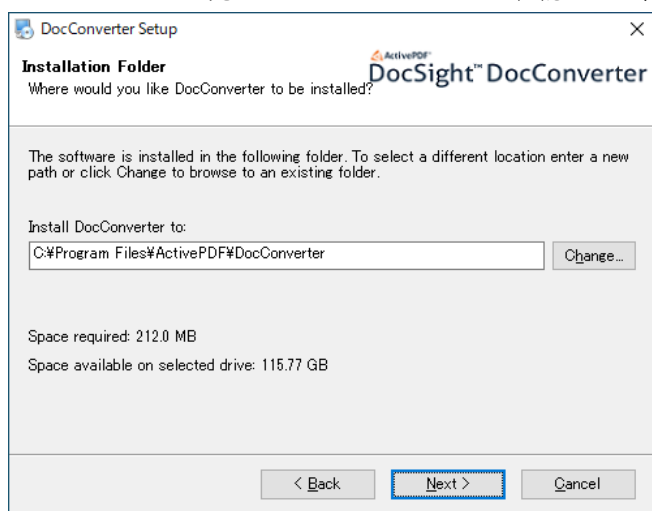 DocConverter Setup
Installation Folder
Where would you like DocConverter to be installed?
ActivePDF™
DocSight™ DocConverter
The software is installed in the following folder. To select a different location enter a new
path or click Change to browse to an existing folder.
Install DocConverter to:
C:¥Program Files¥ActivePDF¥DocConverter
Change...
Space required: 212.0 MB
Space available on selected drive: 115.77 GB
< Back
Next >
Cancel